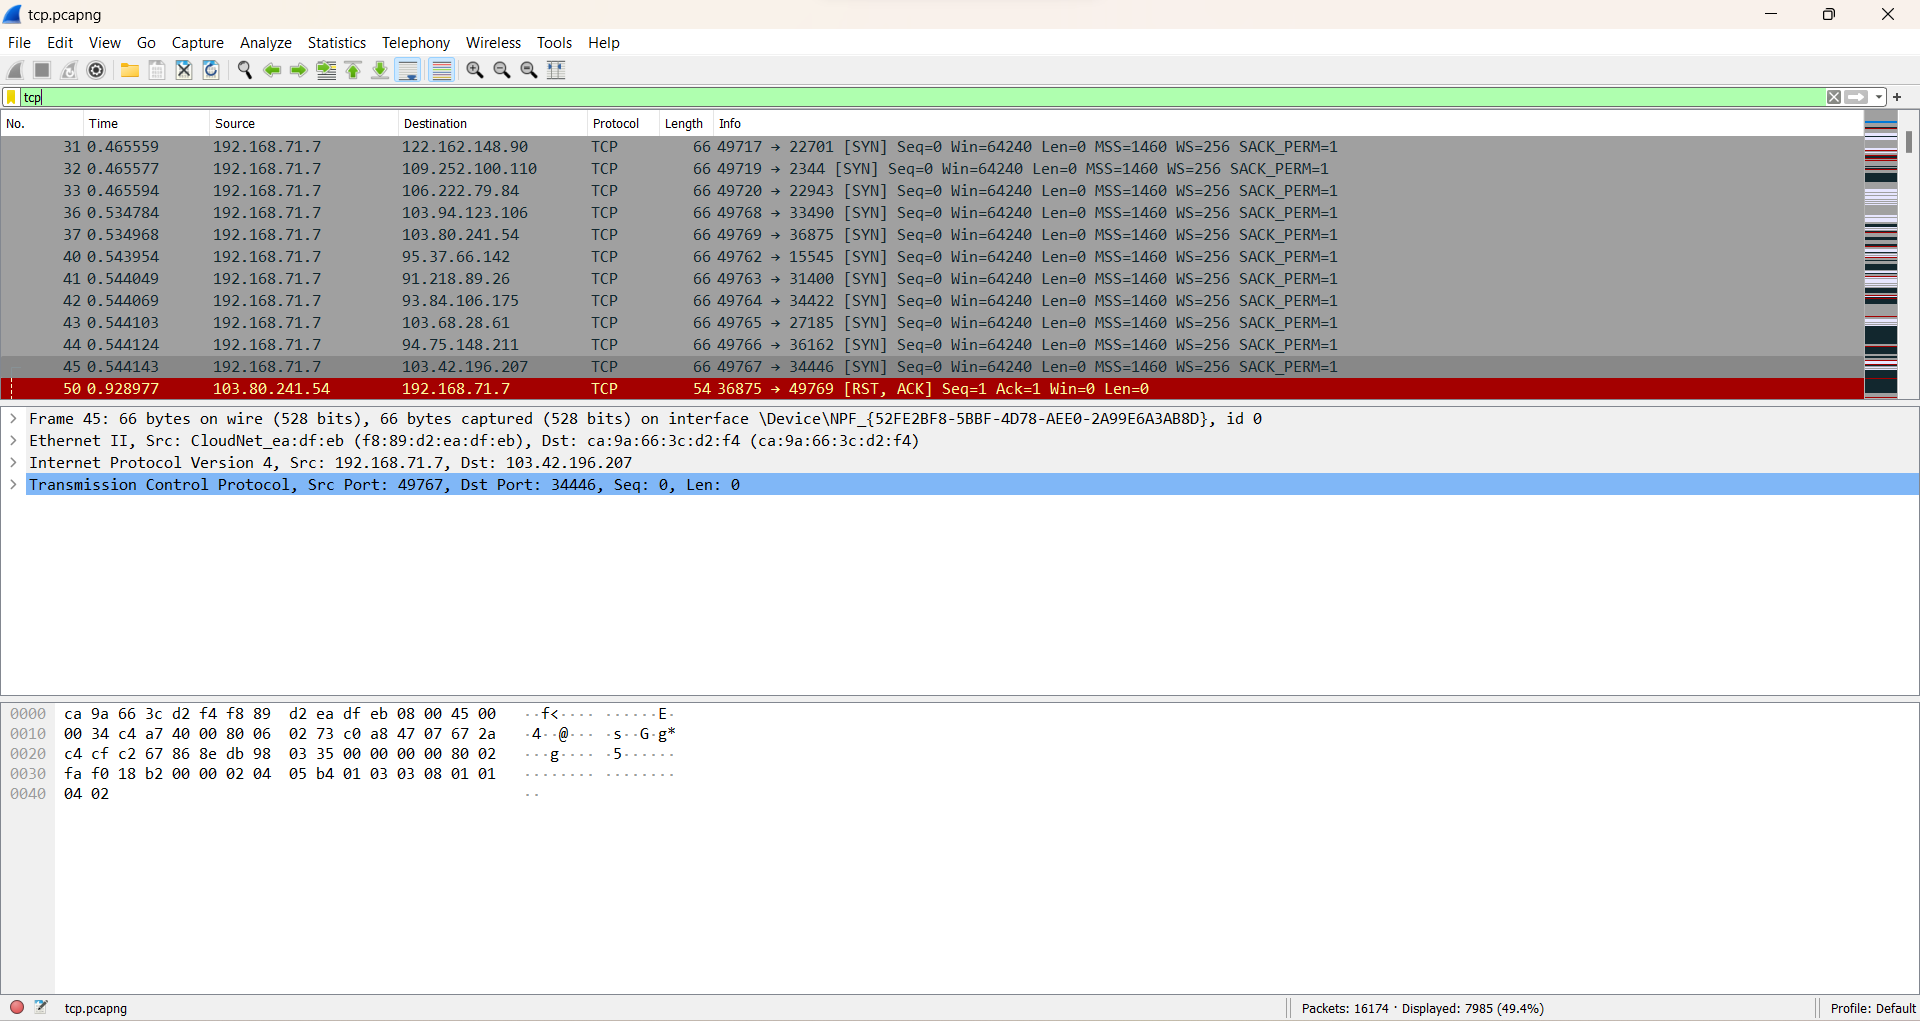 tcp.pcapng
File Edit View Go Capture Analyze Statistics Telephony Wireless Tools Help
tcp
No. Time Source Destination Protocol Length Info
31 0.465559 192.168.71.7 122.162.148.90 TCP 66 49717 → 22701 [SYN] Seq=0 Win=64240 Len=0 MSS=1460 WS=256 SACK_PERM=1
32 0.465577 192.168.71.7 109.252.100.110 TCP 66 49719 → 2344 [SYN] Seq=0 Win=64240 Len=0 MSS=1460 WS=256 SACK_PERM=1
33 0.465594 192.168.71.7 106.222.79.84 TCP 66 49720 → 22943 [SYN] Seq=0 Win=64240 Len=0 MSS=1460 WS=256 SACK_PERM=1
36 0.534784 192.168.71.7 103.94.123.106 TCP 66 49768 → 33490 [SYN] Seq=0 Win=64240 Len=0 MSS=1460 WS=256 SACK_PERM=1
37 0.534968 192.168.71.7 103.80.241.54 TCP 66 49769 → 36875 [SYN] Seq=0 Win=64240 Len=0 MSS=1460 WS=256 SACK_PERM=1
40 0.543954 192.168.71.7 95.37.66.142 TCP 66 49762 → 15545 [SYN] Seq=0 Win=64240 Len=0 MSS=1460 WS=256 SACK_PERM=1
41 0.544049 192.168.71.7 91.218.89.26 TCP 66 49763 → 31400 [SYN] Seq=0 Win=64240 Len=0 MSS=1460 WS=256 SACK_PERM=1
42 0.544069 192.168.71.7 93.84.106.175 TCP 66 49764 → 34422 [SYN] Seq=0 Win=64240 Len=0 MSS=1460 WS=256 SACK_PERM=1
43 0.544103 192.168.71.7 103.68.28.61 TCP 66 49765 → 27185 [SYN] Seq=0 Win=64240 Len=0 MSS=1460 WS=256 SACK_PERM=1
44 0.544124 192.168.71.7 94.75.148.211 TCP 66 49766 → 36162 [SYN] Seq=0 Win=64240 Len=0 MSS=1460 WS=256 SACK_PERM=1
45 0.544143 192.168.71.7 103.42.196.207 TCP 66 49767 → 34446 [SYN] Seq=0 Win=64240 Len=0 MSS=1460 WS=256 SACK_PERM=1
50 0.928977 103.80.241.54 192.168.71.7 TCP 54 36875 → 49769 [RST, ACK] Seq=1 Ack=1 Win=0 Len=0
Frame 45: 66 bytes on wire (528 bits), 66 bytes captured (528 bits) on interface \Device\NPF_{52FE2BF8-5BBF-4D78-AEE0-2A99E6A3AB8D}, id 0
Ethernet II, Src: CloudNet_ea:df:eb (f8:89:d2:ea:df:eb), Dst: ca:9a:66:3c:d2:f4 (ca:9a:66:3c:d2:f4)
Internet Protocol Version 4, Src: 192.168.71.7, Dst: 103.42.196.207
Transmission Control Protocol, Src Port: 49767, Dst Port: 34446, Seq: 0, Len: 0
0000 ca 9a 66 3c d2 f4 f8 89 d2 ea df eb 08 00 45 00 ··f<···· ······E·
0010 00 34 c4 a7 40 00 80 06 02 73 c0 a8 47 07 67 2a ·4··@··· ·s··G·g*
0020 c4 cf c2 67 86 8e db 98 03 35 00 00 00 00 80 02 ···g···· ·5······
0030 fa f0 18 b2 00 00 02 04 05 b4 01 03 03 08 01 01 ········ ········
0040 04 02 ··
tcp.pcapng Packets: 16174 · Displayed: 7985 (49.4%) Profile: Default